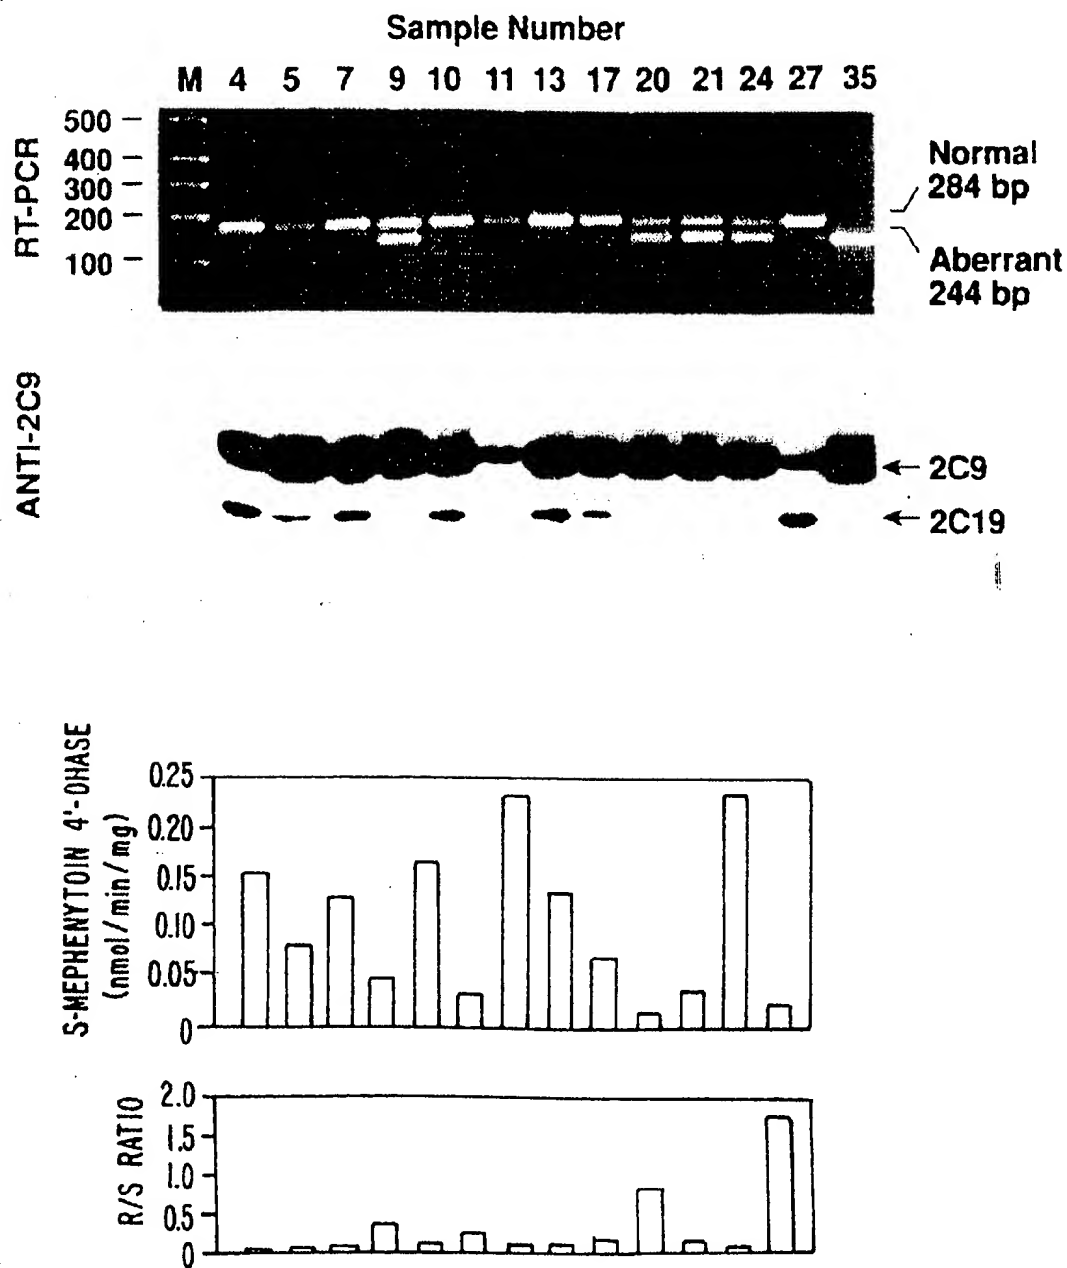 Sample Number
M 4 5 7 9 10 11 13 17 20 21 24 27 35
RT-PCR
500
400
300
200
100
Normal
284 bp
Aberrant
244 bp
ANTI-2C9
2C9
2C19
S-MEPHENYTOIN 4'-OHASE
(nmol/min/mg)
0.25
0.20
0.15
0.10
0.05
0
R/S RATIO
2.0
1.5
1.0
0.5
0